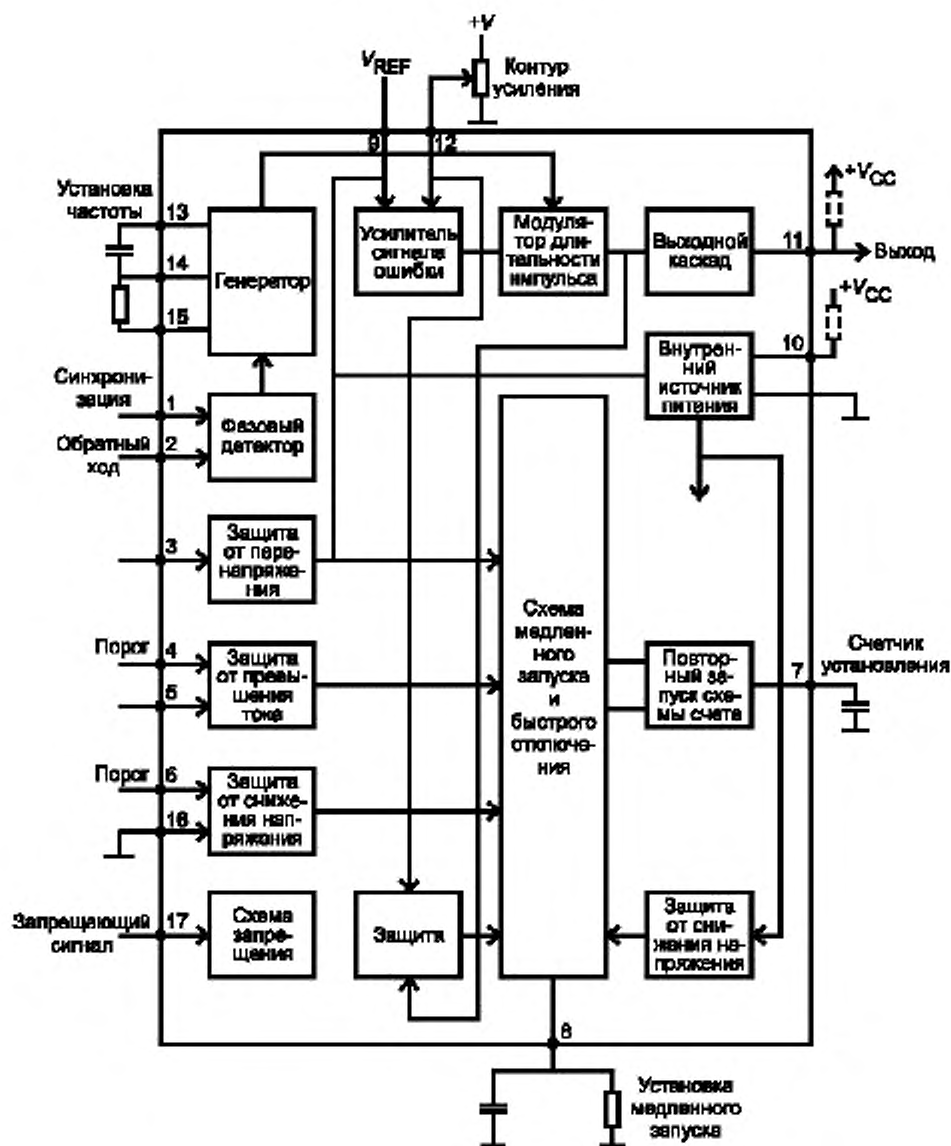 +V
VREF
Контур
усиления
9
12
Установка
частоты
13
14
15
Генератор
Усилитель
сигнала
ошибки
Модуля-
тор дли-
тельности
импульса
Выходной
каскад
11
+VCC
Выход
+VCC
10
Внутрен-
ний
источник
питания
Синхрони-
зация
1
Обратный
ход
2
Фазовый
детектор
3
Защита
от пере-
напряже-
ния
Порог
4
5
Защита
от превы-
шения
тока
Схема
медлен-
ного
запуска
и
быстрого
отключе-
ния
Повтор-
ный за-
пуск схе-
мы счета
7
Счетчик
установления
Порог
6
16
Защита
от сниже-
ния нап-
ряжения
Запрещающий
сигнал
17
Схема
запре-
щения
Защита
Защита
от сни-
жения на-
пряжения
8
Установка
медленного
запуска